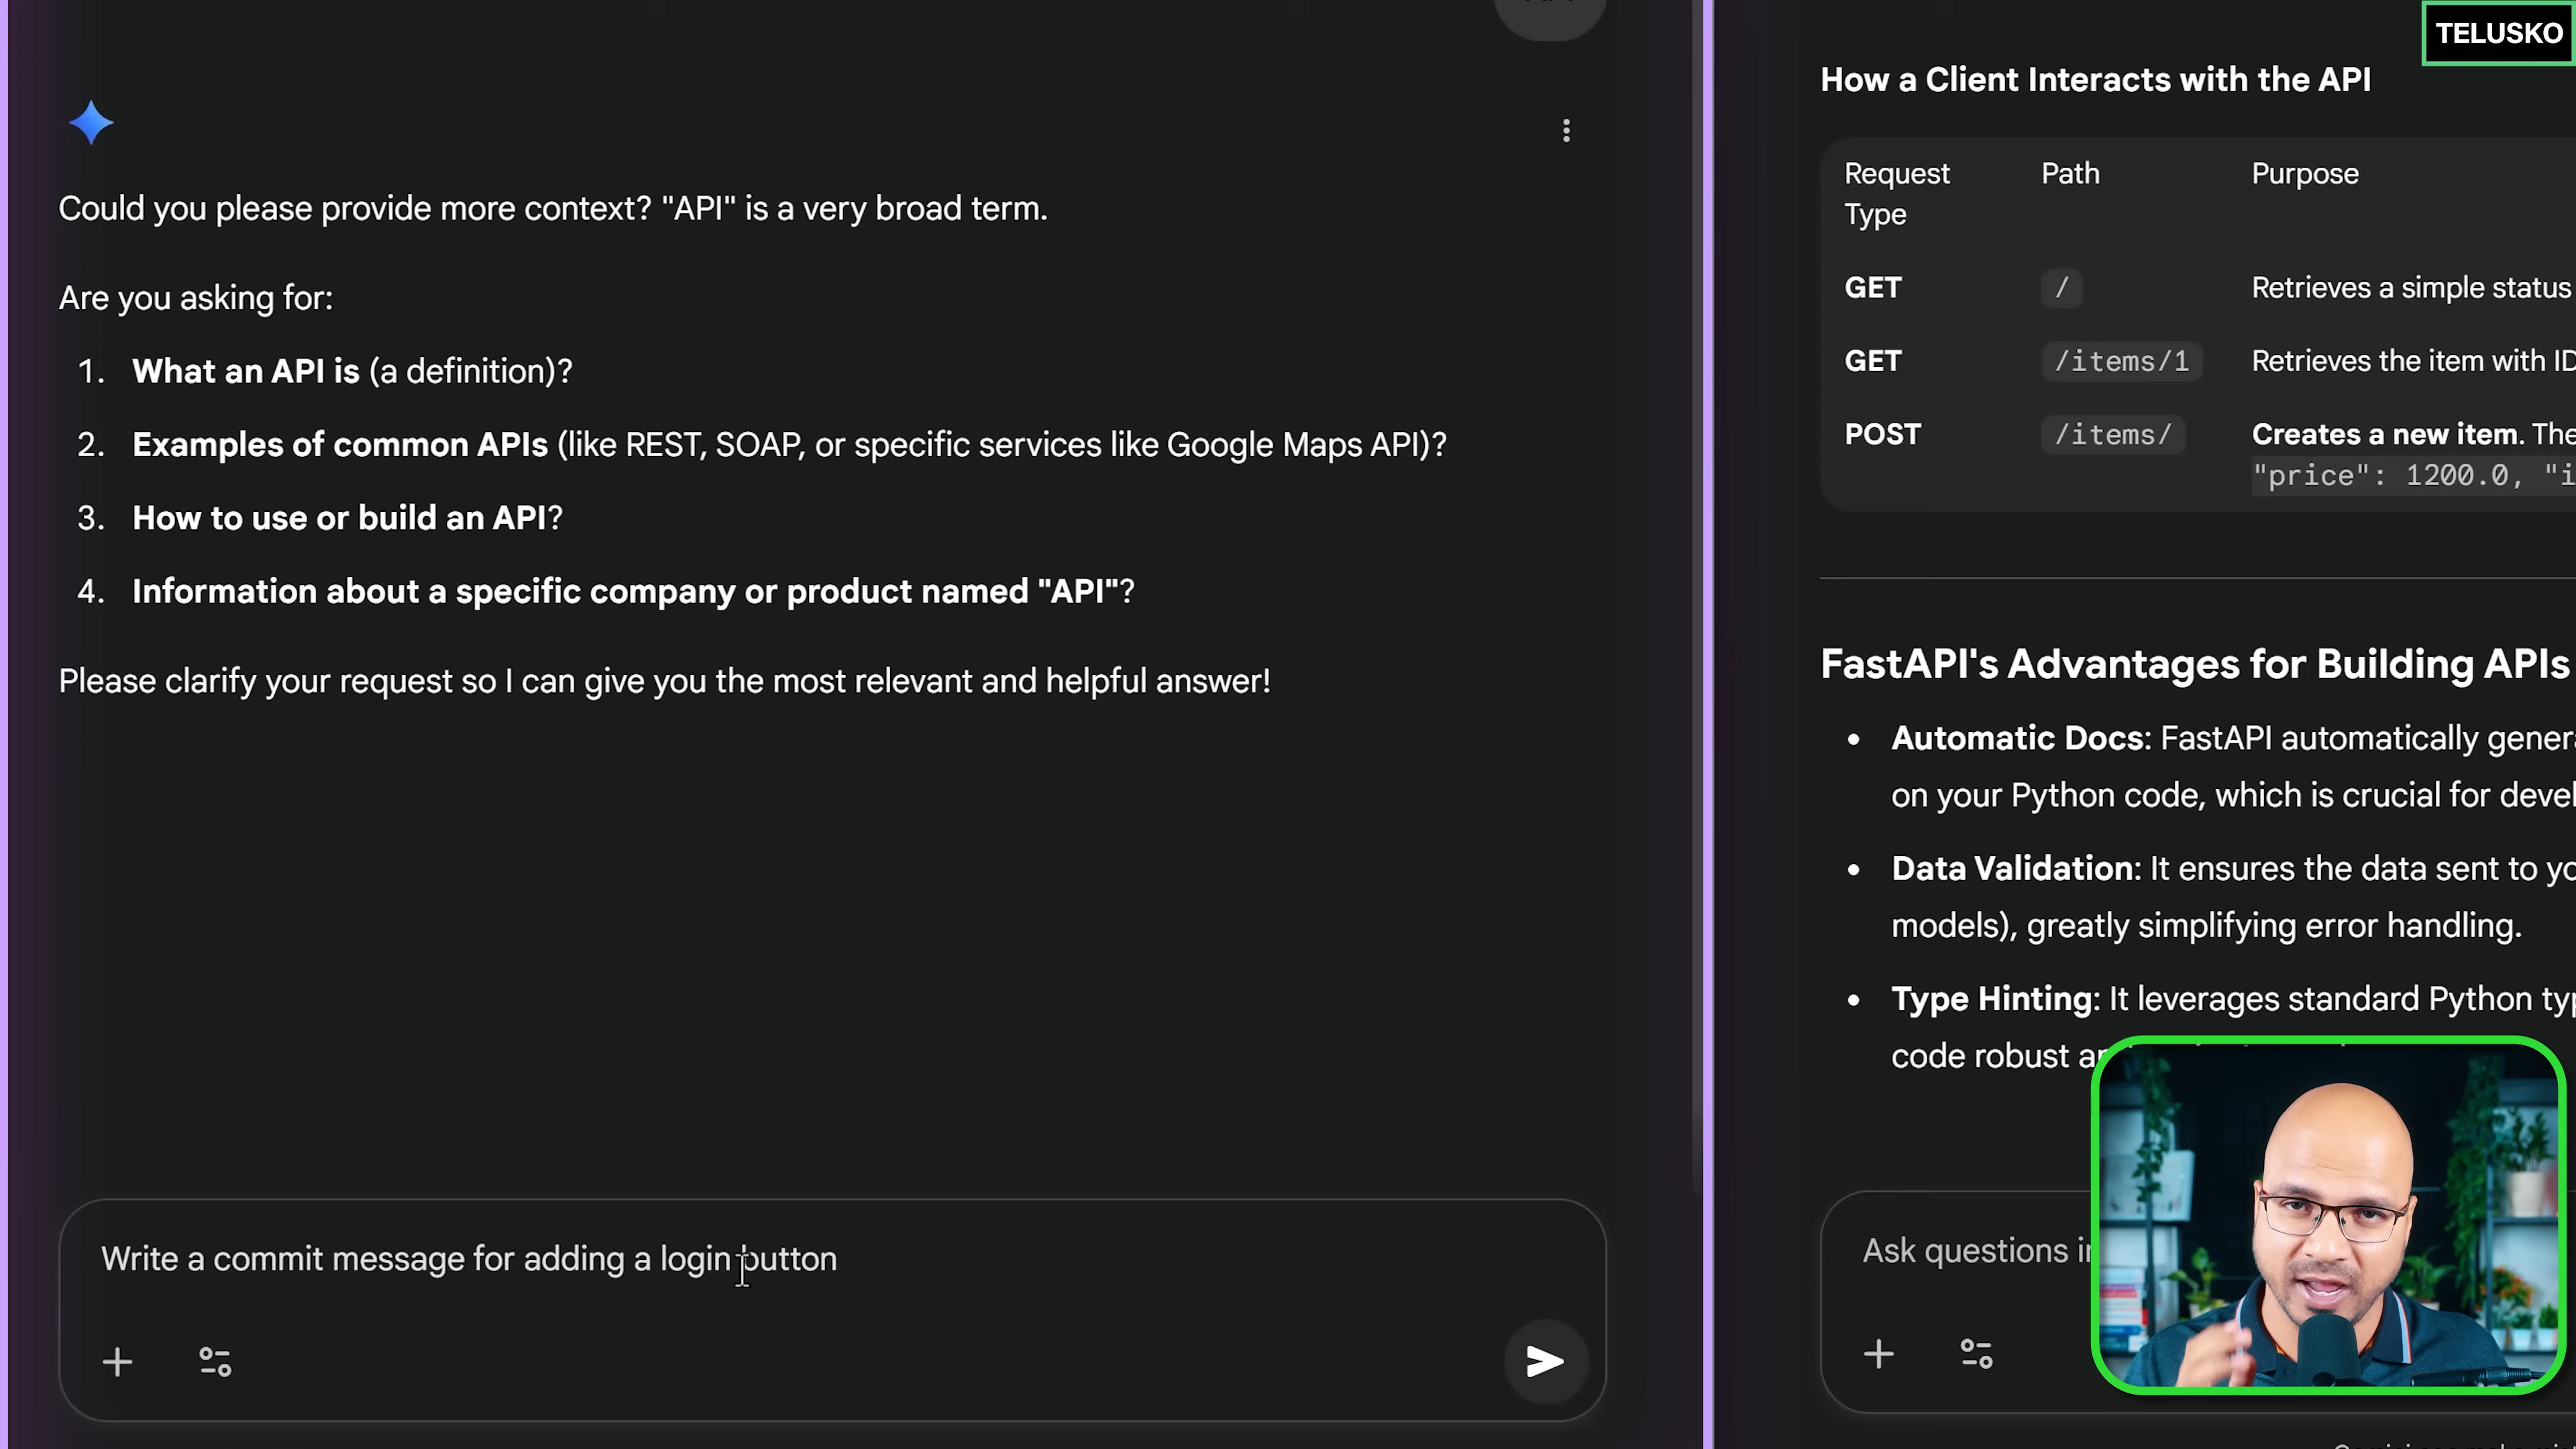 Could you please provide more context? "API" is a very broad term.
Are you asking for:
1. What an API is (a definition)?
2. Examples of common APIs (like REST, SOAP, or specific services like Google Maps API)?
3. How to use or build an API?
4. Information about a specific company or product named "API"?
Please clarify your request so I can give you the most relevant and helpful answer!
Write a commit message for adding a login button
TELUSKO
How a Client Interacts with the API
Request Type Path Purpose
GET / Retrieves a simple status
GET /items/1 Retrieves the item with ID
POST /items/ Creates a new item. The
"price": 1200.0, "i
FastAPI's Advantages for Building APIs
• Automatic Docs: FastAPI automatically gener
on your Python code, which is crucial for devel
• Data Validation: It ensures the data sent to yo
models), greatly simplifying error handling.
• Type Hinting: It leverages standard Python typ
code robust a
Ask questions i